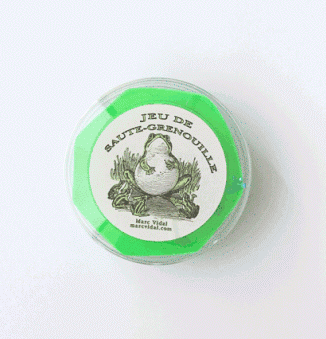 JEU DE
SAUTE-GRENOUILLE
Marc Vidal
marcvidal.com